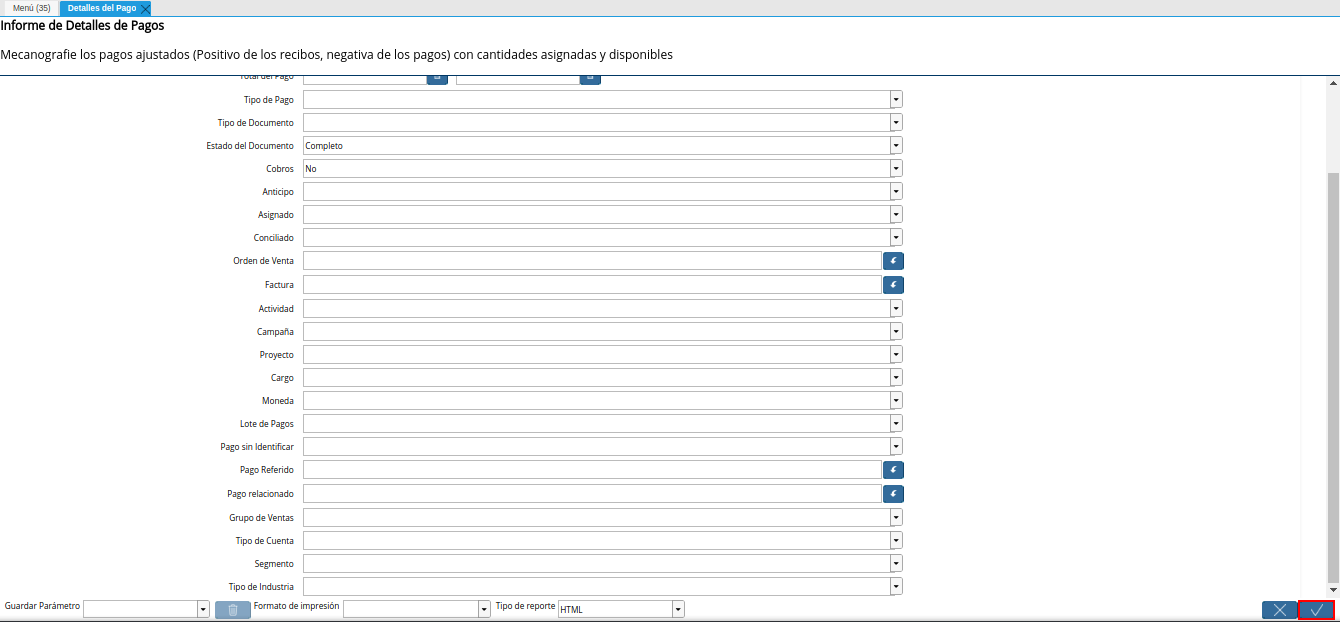 Menú (35) Detalles del Pago
Informe de Detalles de Pagos
Mecanografie los pagos ajustados (Positivo de los recibos, negativa de los pagos) con cantidades asignadas y disponibles
Total del Pago
Tipo de Pago
Tipo de Documento
Estado del Documento Completo
Cobros No
Anticipo
Asignado
Conciliado
Orden de Venta
Factura
Actividad
Campaña
Proyecto
Cargo
Moneda
Lote de Pagos
Pago sin Identificar
Pago Referido
Pago relacionado
Grupo de Ventas
Tipo de Cuenta
Segmento
Tipo de Industria
Guardar Parámetro Formato de impresión Tipo de reporte HTML